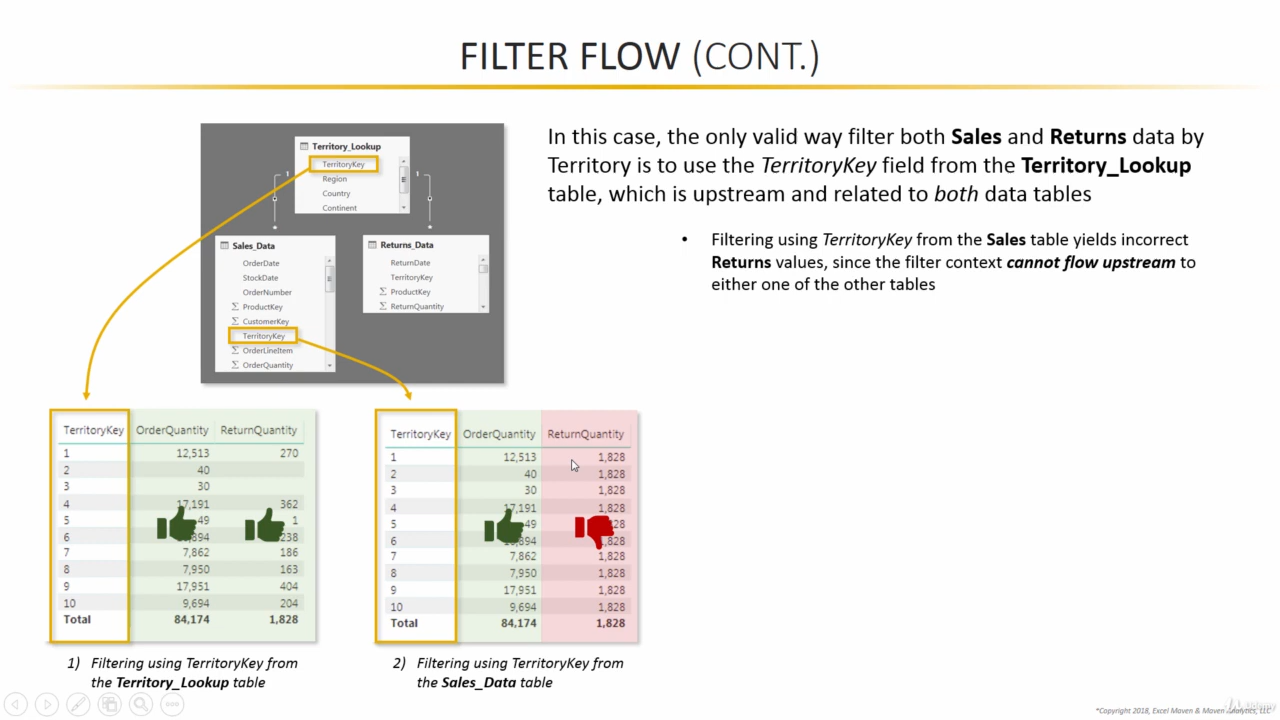 FILTER FLOW (CONT.)
In this case, the only valid way filter both Sales and Returns data by
Territory is to use the TerritoryKey field from the Territory_Lookup
table, which is upstream and related to both data tables
• Filtering using TerritoryKey from the Sales table yields incorrect
Returns values, since the filter context cannot flow upstream to
either one of the other tables
Territory_Lookup
TerritoryKey
Region
Country
Continent
1
1
Sales_Data
OrderDate
StockDate
OrderNumber
Σ ProductKey
Σ CustomerKey
TerritoryKey
Σ OrderLineItem
Σ OrderQuantity
Returns_Data
ReturnDate
TerritoryKey
Σ ProductKey
Σ ReturnQuantity
TerritoryKey OrderQuantity ReturnQuantity
1 12,513 270
2 40
3 30
4 17,191 362
5 49 1
6 894 238
7 7,862 186
8 7,950 163
9 17,951 404
10 9,694 204
Total 84,174 1,828
1) Filtering using TerritoryKey from
the Territory_Lookup table
TerritoryKey OrderQuantity ReturnQuantity
1 12,513 1,828
2 40 1,828
3 30 1,828
4 17,191 1,828
5 49 828
6 894 ,828
7 7,862 1,828
8 7,950 1,828
9 17,951 1,828
10 9,694 1,828
Total 84,174 1,828
2) Filtering using TerritoryKey from
the Sales_Data table
*Copyright 2018, Excel Maven & Maven Analytics, LLC
Udemy